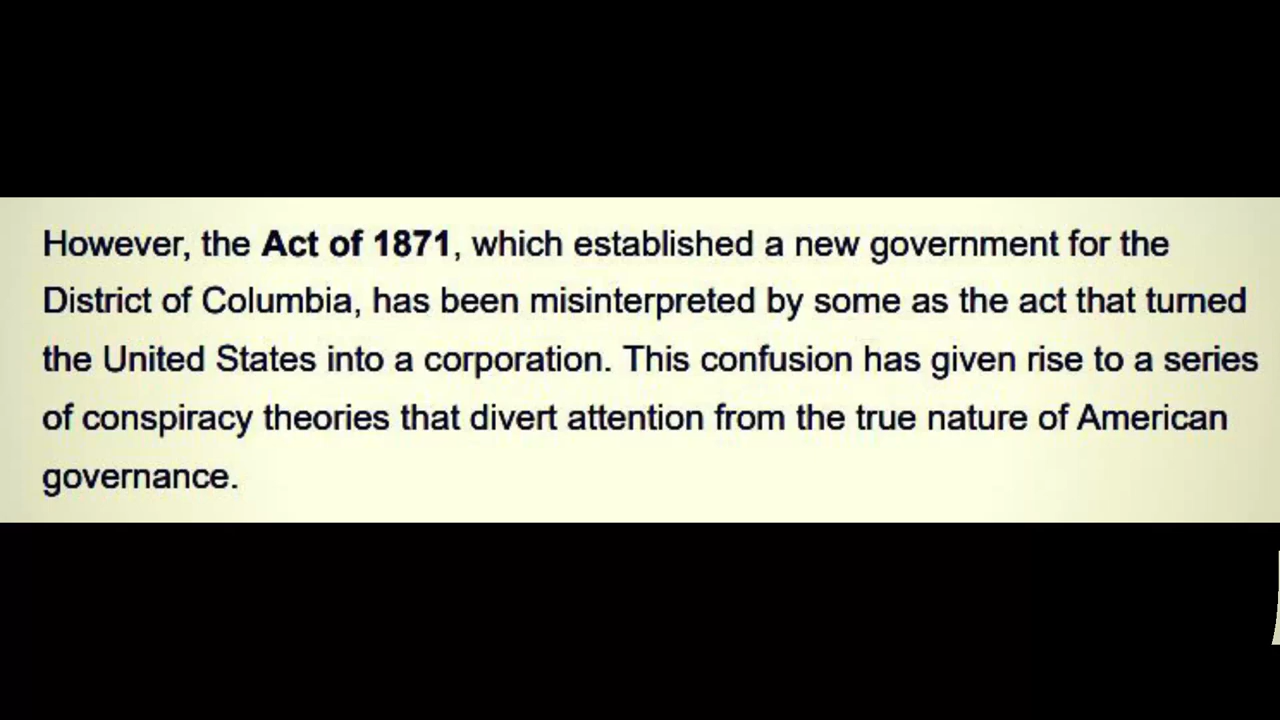 However, the Act of 1871, which established a new government for the
District of Columbia, has been misinterpreted by some as the act that turned
the United States into a corporation. This confusion has given rise to a series
of conspiracy theories that divert attention from the true nature of American
governance.